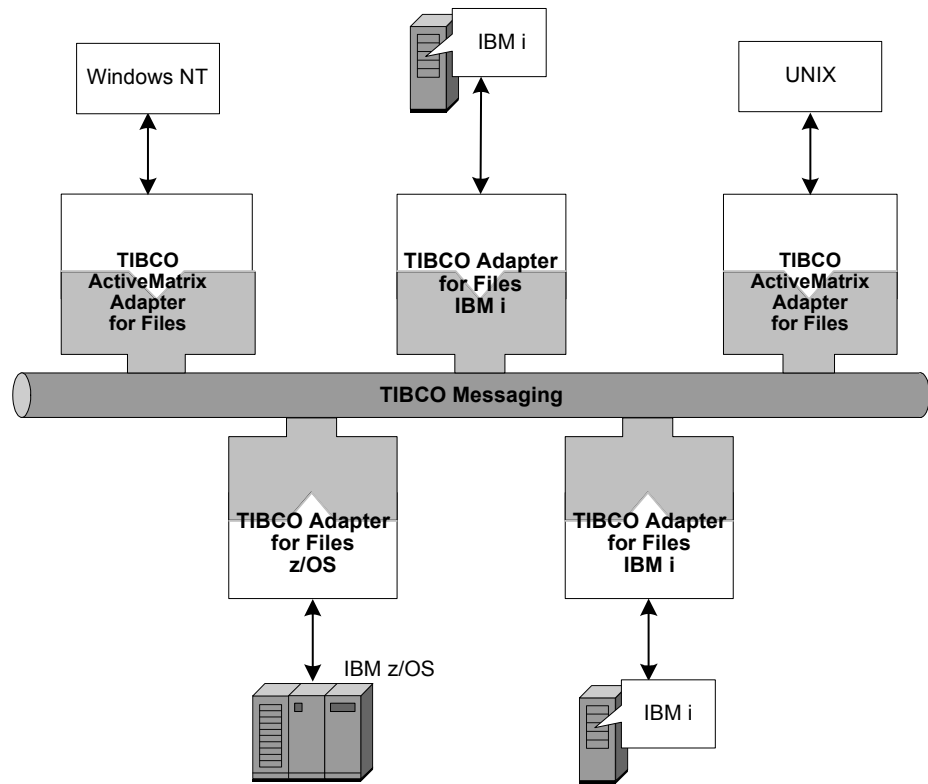 Windows NT
IBM i
UNIX
TIBCO
ActiveMatrix
Adapter
for Files
TIBCO Adapter
for Files
IBM i
TIBCO
ActiveMatrix
Adapter
for Files
TIBCO Messaging
TIBCO Adapter
for Files
z/OS
TIBCO Adapter
for Files
IBM i
IBM z/OS
IBM i